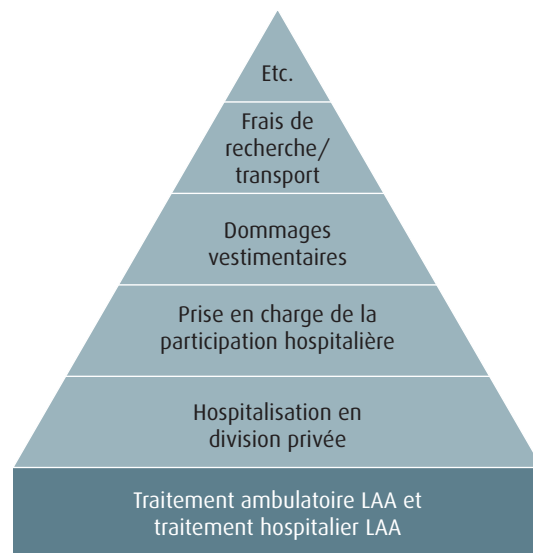 Etc.
Frais de
recherche/
transport
Dommages
vestimentaires
Prise en charge de la
participation hospitalière
Hospitalisation en
division privée
Traitement ambulatoire LAA et
traitement hospitalier LAA